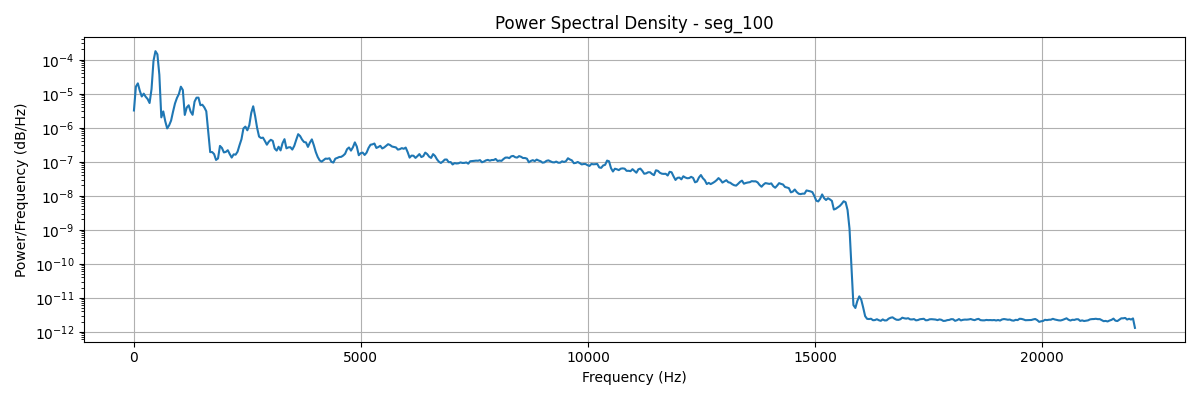 Power Spectral Density - seg_100
Power/Frequency (dB/Hz)
10⁻⁴
10⁻⁵
10⁻⁶
10⁻⁷
10⁻⁸
10⁻⁹
10⁻¹⁰
10⁻¹¹
10⁻¹²
0 5000 10000 15000 20000
Frequency (Hz)